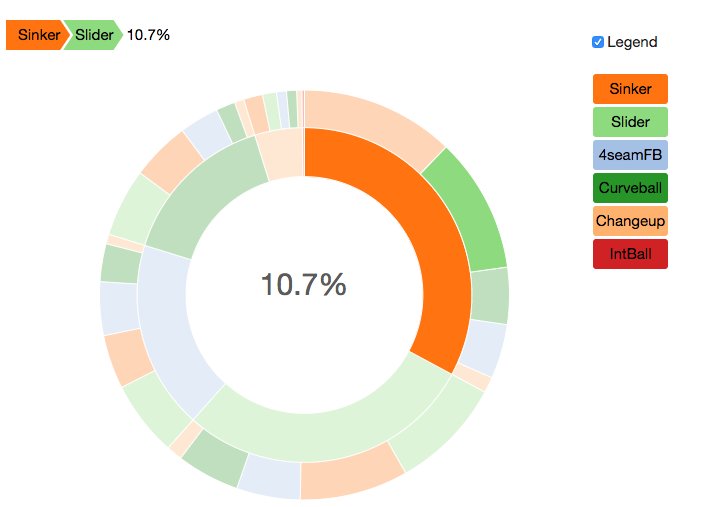 Sinker Slider 10.7%
Legend
Sinker
Slider
4seamFB
Curveball
Changeup
IntBall
10.7%